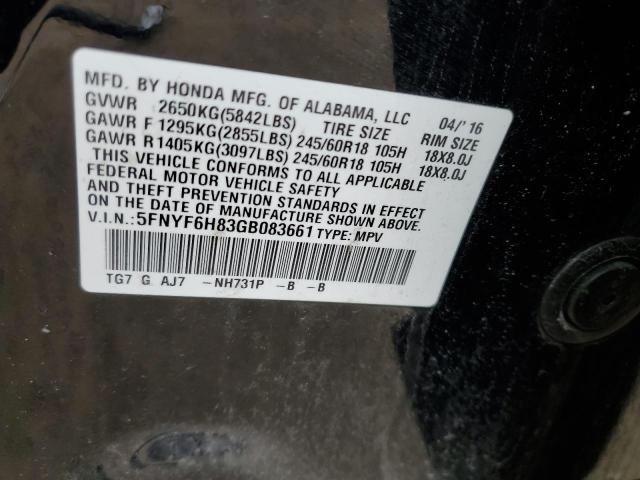 MFD. BY HONDA MFG. OF ALABAMA, LLC 04/'16
GVWR 2650KG(5842LBS) TIRE SIZE RIM SIZE
GAWR F 1295KG(2855LBS) 245/60R18 105H 18X8.0J
GAWR R 1405KG(3097LBS) 245/60R18 105H 18X8.0J
THIS VEHICLE CONFORMS TO ALL APPLICABLE
FEDERAL MOTOR VEHICLE SAFETY
AND THEFT PREVENTION STANDARDS IN EFFECT
ON THE DATE OF MANUFACTURE SHOWN ABOVE.
V.I.N.: 5FNYF6H83GB083661 TYPE: MPV
TG7 G AJ7 -NH731P -B -B